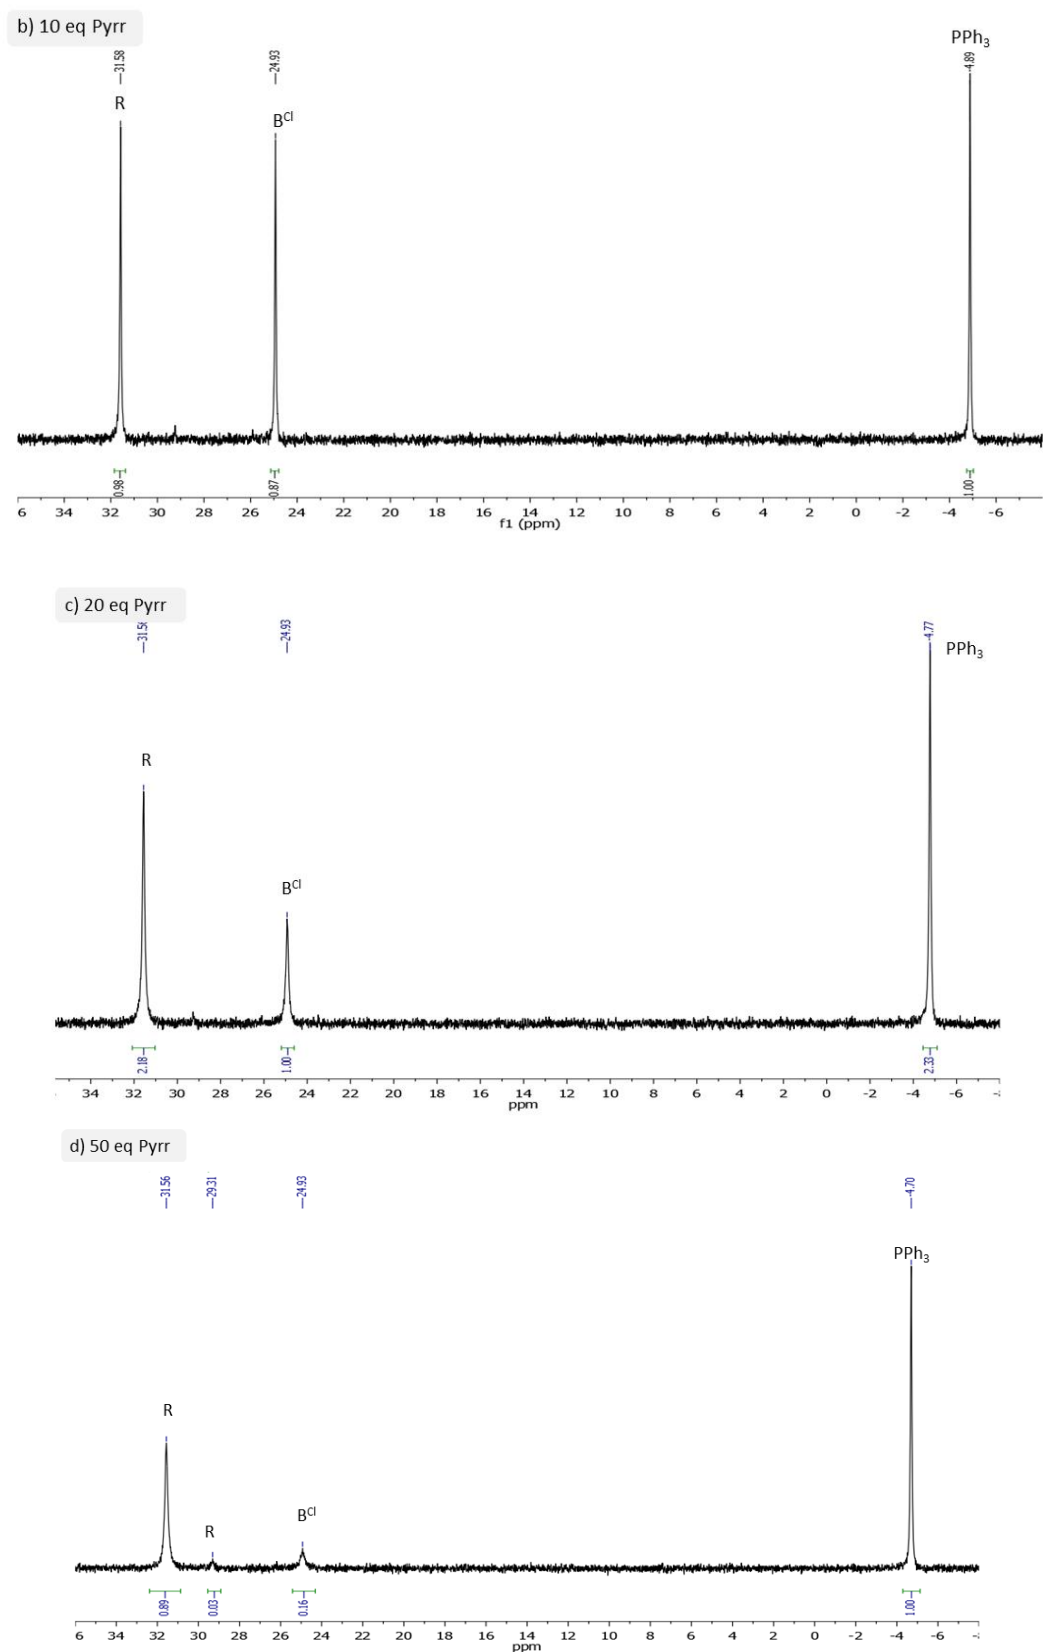 b) 10 eq Pyrr
PPh3
—31.58
—24.93
—-4.89
R
B^Cl
0.98
0.87
1.00
6 34 32 30 28 26 24 22 20 18 16 14 12 10 8 6 4 2 0 -2 -4 -6
f1 (ppm)
c) 20 eq Pyrr
—24.93
—-4.77
PPh3
R
B^Cl
2.18
1.00
2.33
34 32 30 28 26 24 22 20 18 16 14 12 10 8 6 4 2 0 -2 -4 -6
ppm
d) 50 eq Pyrr
—31.56
—29.31
—24.93
—-4.70
PPh3
R
B^Cl
R
0.89
0.03
0.16
1.00
6 34 32 30 28 26 24 22 20 18 16 14 12 10 8 6 4 2 0 -2 -4 -6
ppm